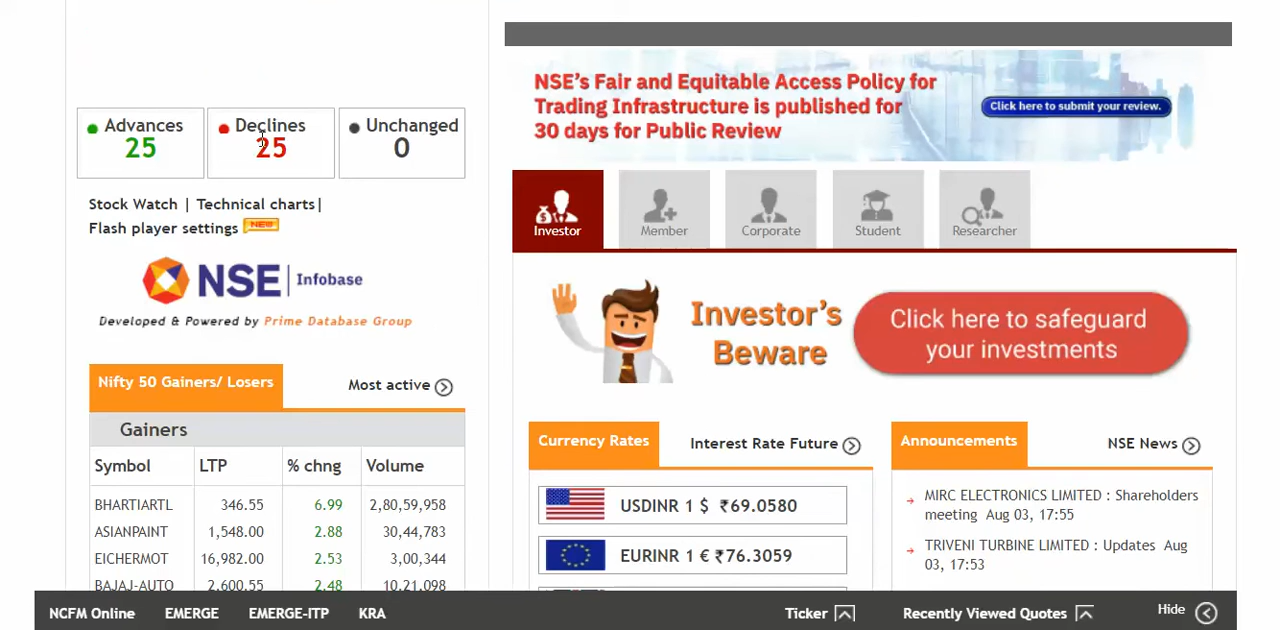 Advances
25
Declines
25
Unchanged
0
Stock Watch | Technical charts|
Flash player settings NEW
NSE Infobase
Developed & Powered by Prime Database Group
Nifty 50 Gainers/ Losers
Most active
Gainers
Symbol LTP % chng Volume
BHARTIARTL 346.55 6.99 2,80,59,958
ASIANPAINT 1,548.00 2.88 30,44,783
EICHERMOT 16,982.00 2.53 3,00,344
BAJAJ-AUTO 2,600.55 2.48 10,21,098
NSE's Fair and Equitable Access Policy for
Trading Infrastructure is published for
30 days for Public Review
Click here to submit your review.
Investor
Member
Corporate
Student
Researcher
Investor's
Beware
Click here to safeguard
your investments
Currency Rates
Interest Rate Future
USDINR 1 $ ₹69.0580
EURINR 1 € ₹76.3059
Announcements
NSE News
MIRC ELECTRONICS LIMITED : Shareholders
meeting Aug 03, 17:55
TRIVENI TURBINE LIMITED : Updates Aug
03, 17:53
NCFM Online EMERGE EMERGE-ITP KRA Ticker Recently Viewed Quotes Hide